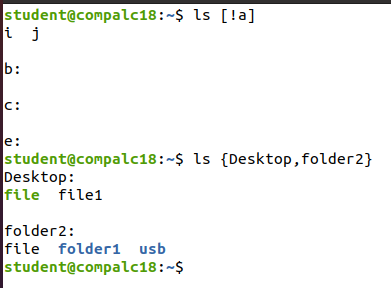 student@compalc18:~$ ls [!a]
i  j

b:

c:

e:
student@compalc18:~$ ls {Desktop,folder2}
Desktop:
file  file1

folder2:
file  folder1  usb
student@compalc18:~$